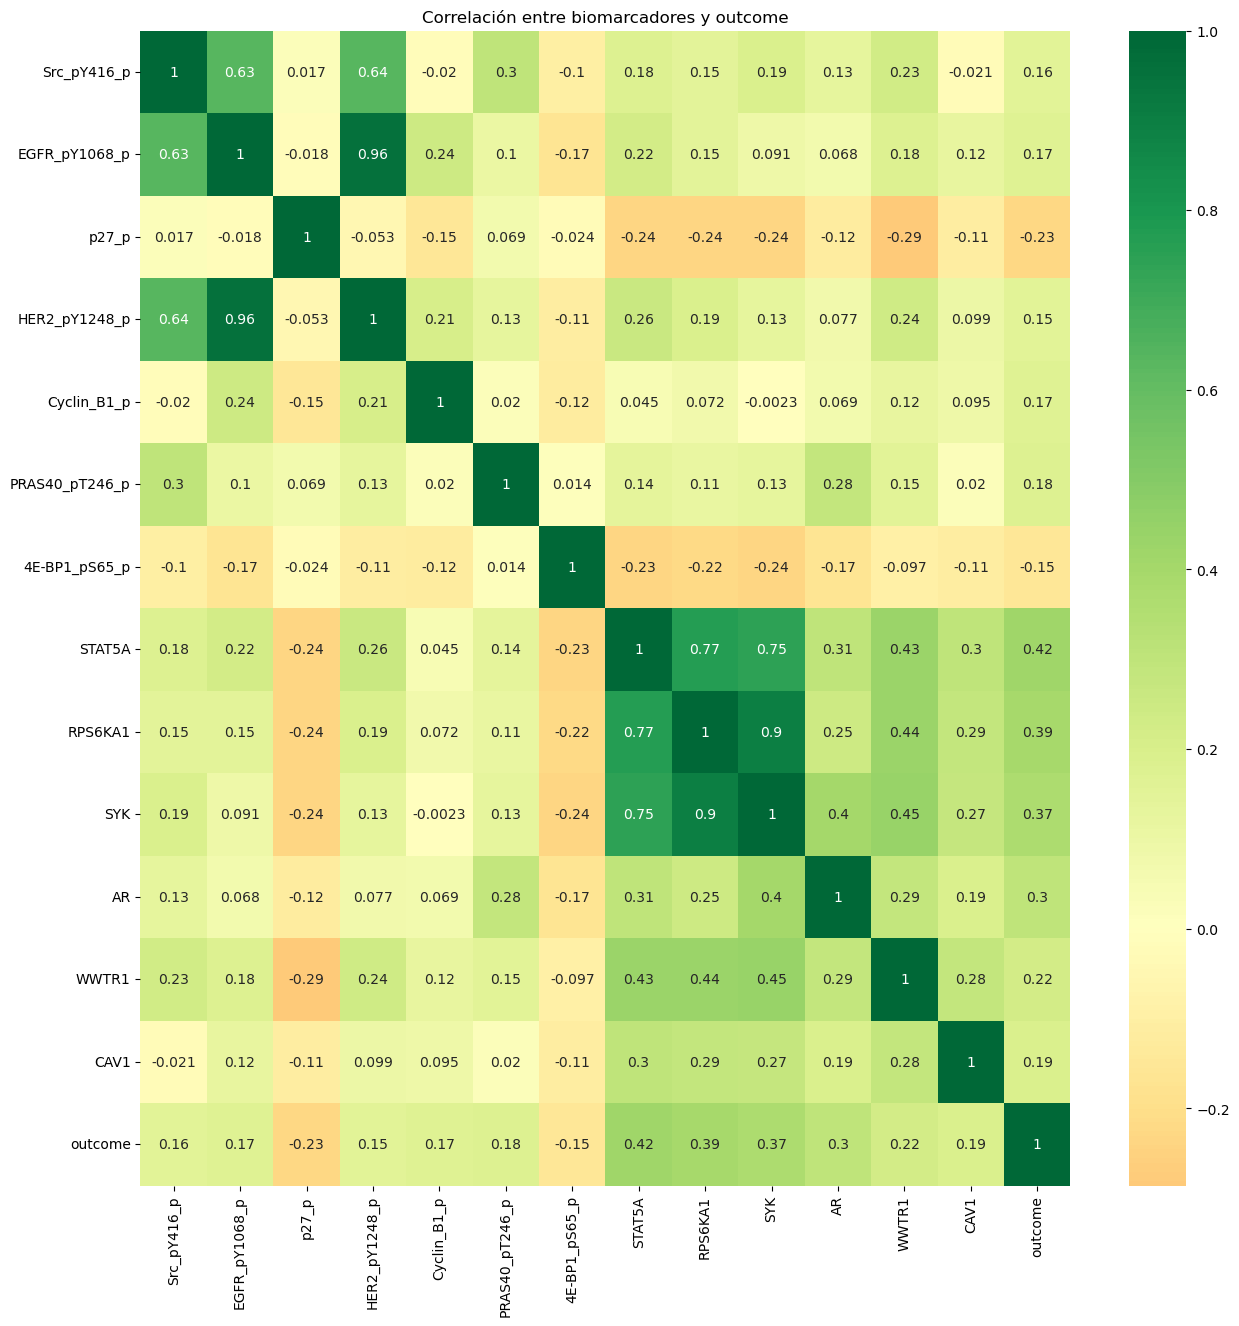 Correlación entre biomarcadores y outcome
Src_pY416_p 1 0.63 0.017 0.64 -0.02 0.3 -0.1 0.18 0.15 0.19 0.13 0.23 -0.021 0.16
EGFR_pY1068_p 0.63 1 -0.018 0.96 0.24 0.1 -0.17 0.22 0.15 0.091 0.068 0.18 0.12 0.17
p27_p 0.017 -0.018 1 -0.053 -0.15 0.069 -0.024 -0.24 -0.24 -0.24 -0.12 -0.29 -0.11 -0.23
HER2_pY1248_p 0.64 0.96 -0.053 1 0.21 0.13 -0.11 0.26 0.19 0.13 0.077 0.24 0.099 0.15
Cyclin_B1_p -0.02 0.24 -0.15 0.21 1 0.02 -0.12 0.045 0.072 -0.0023 0.069 0.12 0.095 0.17
PRAS40_pT246_p 0.3 0.1 0.069 0.13 0.02 1 0.014 0.14 0.11 0.13 0.28 0.15 0.02 0.18
4E-BP1_pS65_p -0.1 -0.17 -0.024 -0.11 -0.12 0.014 1 -0.23 -0.22 -0.24 -0.17 -0.097 -0.11 -0.15
STAT5A 0.18 0.22 -0.24 0.26 0.045 0.14 -0.23 1 0.77 0.75 0.31 0.43 0.3 0.42
RPS6KA1 0.15 0.15 -0.24 0.19 0.072 0.11 -0.22 0.77 1 0.9 0.25 0.44 0.29 0.39
SYK 0.19 0.091 -0.24 0.13 -0.0023 0.13 -0.24 0.75 0.9 1 0.4 0.45 0.27 0.37
AR 0.13 0.068 -0.12 0.077 0.069 0.28 -0.17 0.31 0.25 0.4 1 0.29 0.19 0.3
WWTR1 0.23 0.18 -0.29 0.24 0.12 0.15 -0.097 0.43 0.44 0.45 0.29 1 0.28 0.22
CAV1 -0.021 0.12 -0.11 0.099 0.095 0.02 -0.11 0.3 0.29 0.27 0.19 0.28 1 0.19
outcome 0.16 0.17 -0.23 0.15 0.17 0.18 -0.15 0.42 0.39 0.37 0.3 0.22 0.19 1
Src_pY416_p EGFR_pY1068_p p27_p HER2_pY1248_p Cyclin_B1_p PRAS40_pT246_p 4E-BP1_pS65_p STAT5A RPS6KA1 SYK AR WWTR1 CAV1 outcome
1.0
0.8
0.6
0.4
0.2
0.0
−0.2